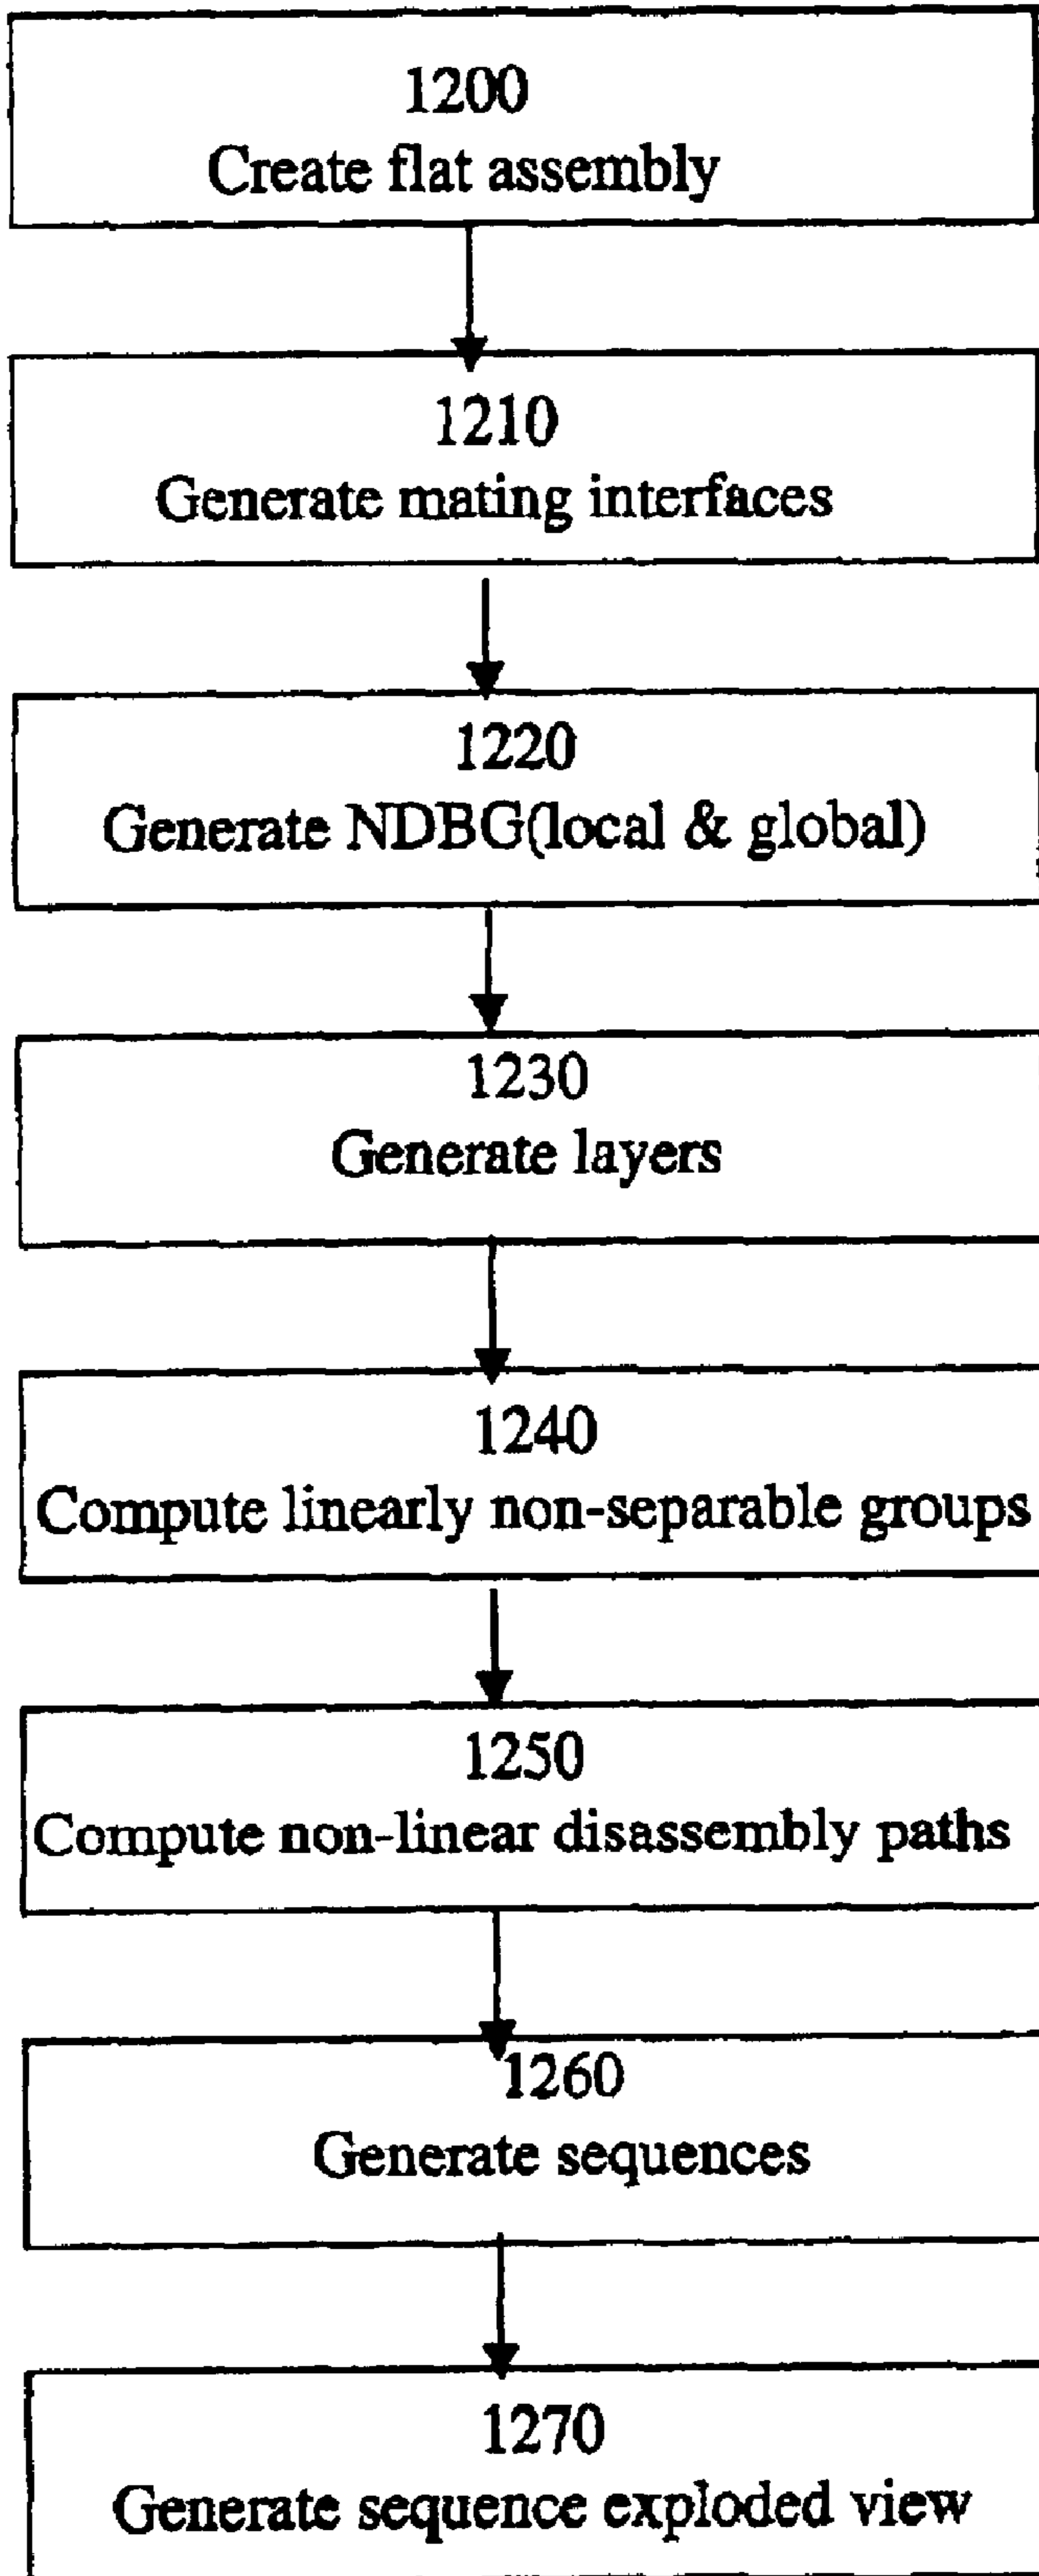 1200
Create flat assembly
1210
Generate mating interfaces
1220
Generate NDBG(local & global)
1230
Generate layers
1240
Compute linearly non-separable groups
1250
Compute non-linear disassembly paths
1260
Generate sequences
1270
Generate sequence exploded view